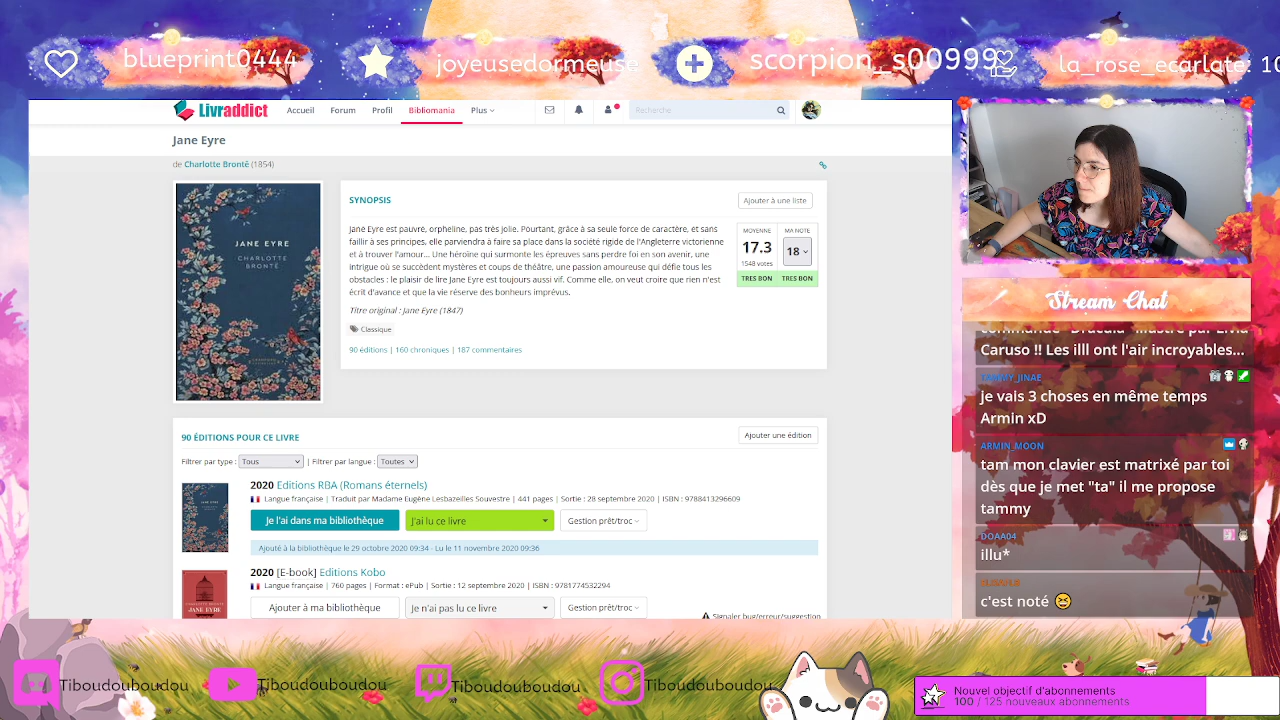 blueprint0444
joyeusedormeuse
scorpion_s00999
la_rose_ecarlate: 10
Livraddict
Accueil Forum Profil Bibliomania Plus Recherche
Jane Eyre
de Charlotte Brontë (1854)
JANE EYRE
CHARLOTTE
BRONTË
SYNOPSIS
Ajouter à une liste
Jane Eyre est pauvre, orpheline, pas très jolie. Pourtant, grâce à sa seule force de caractère, et sans
faillir à ses principes, elle parviendra à faire sa place dans la société rigide de l'Angleterre victorienne
et à trouver l'amour... Une héroïne qui surmonte les épreuves sans perdre foi en son avenir, une
intrigue où se succèdent mystères et coups de théâtre, une passion amoureuse qui défie tous les
obstacles : le plaisir de lire Jane Eyre est toujours aussi vif. Comme elle, on veut croire que rien n'est
écrit d'avance et que la vie réserve des bonheurs imprévus.
MOYENNE MA NOTE
17.3 18
1548 votes
TRES BON TRES BON
Titre original : Jane Eyre (1847)
Classique
90 éditions | 160 chroniques | 187 commentaires
90 ÉDITIONS POUR CE LIVRE
Ajouter une édition
Filtrer par type : Tous | Filtrer par langue : Toutes
2020 Editions RBA (Romans éternels)
Langue française | Traduit par Madame Eugène Lesbazeilles Souvestre | 441 pages | Sortie : 28 septembre 2020 | ISBN : 9788413296609
Je l'ai dans ma bibliothèque J'ai lu ce livre Gestion prêt/troc
Ajouté à la bibliothèque le 29 octobre 2020 09:34 - Lu le 11 novembre 2020 09:36
2020 [E-book] Editions Kobo
Langue française | 760 pages | Format : ePub | Sortie : 12 septembre 2020 | ISBN : 9781774532294
Ajouter à ma bibliothèque Je n'ai pas lu ce livre Gestion prêt/troc
Signaler bug/erreur/suggestion
JANE EYRE
Stream Chat
commande "Dracula" illustré par Livia
Caruso !! Les illl ont l'air incroyables...
TAMMY_JINAE
je vais 3 choses en même temps
Armin xD
ARMIN_MOON
tam mon clavier est matrixé par toi
dès que je met "ta" il me propose
tammy
DOAA04
illu*
c'est noté
Tiboudouboudou
Tiboudouboudou
Tiboudouboudou
Tiboudouboudou
Nouvel objectif d'abonnements
100 / 125 nouveaux abonnements